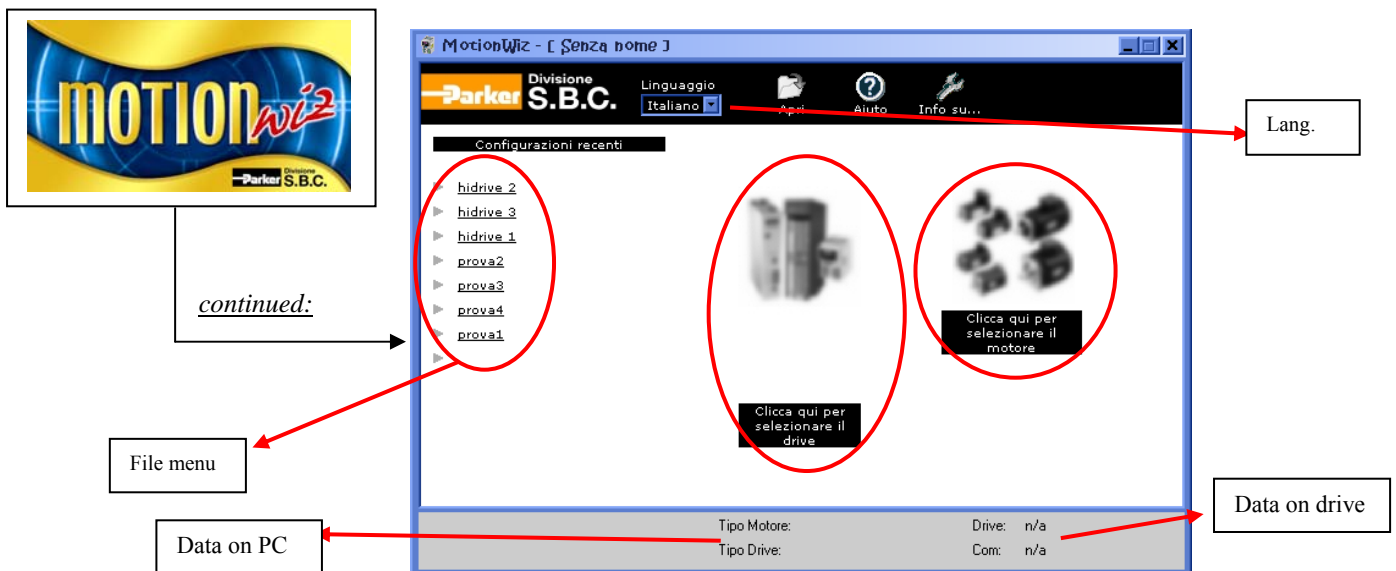 MOTION wiz
Parker Divisione S.B.C.
continued:
MotionWiz - [ Senza nome ]
Parker Divisione S.B.C.
Linguaggio
Italiano
Apri
Aiuto
Info su...
Lang.
Configurazioni recenti
hidrive 2
hidrive 3
hidrive 1
prova2
prova3
prova4
prova1
Clicca qui per
selezionare il
drive
Clicca qui per
selezionare il
motore
File menu
Data on PC
Tipo Motore:
Tipo Drive:
Drive: n/a
Com: n/a
Data on drive